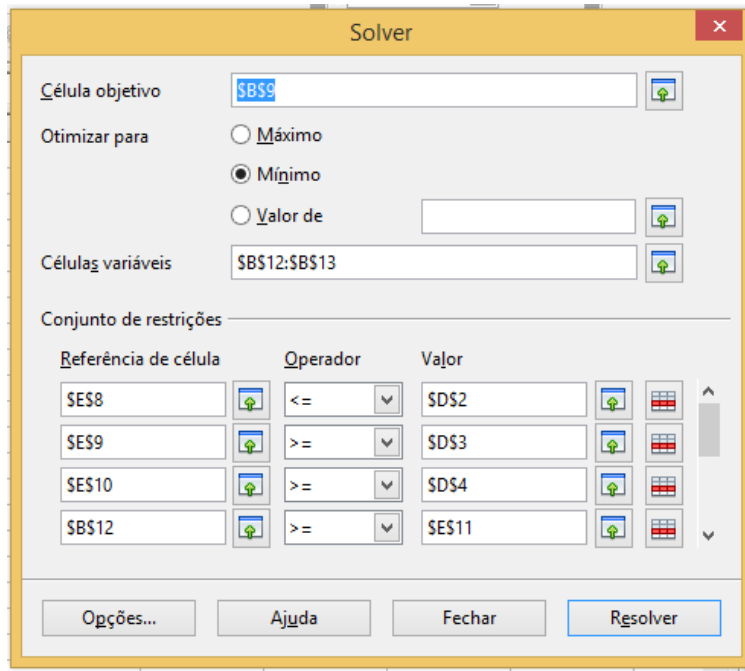 Solver
×
Célula objetivo $B$9
Otimizar para Máximo
Mínimo
Valor de
Células variáveis $B$12:$B$13
Conjunto de restrições
Referência de célula Operador Valor
$E$8 <= $D$2
$E$9 >= $D$3
$E$10 >= $D$4
$B$12 >= $E$11
Opções... Ajuda Fechar Resolver